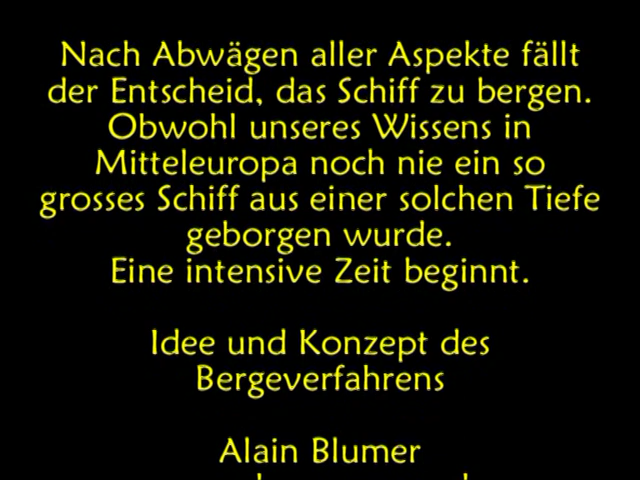 Nach Abwägen aller Aspekte fällt
der Entscheid, das Schiff zu bergen.
Obwohl unseres Wissens in
Mitteleuropa noch nie ein so
grosses Schiff aus einer solchen Tiefe
geborgen wurde.
Eine intensive Zeit beginnt.
Idee und Konzept des
Bergeverfahrens
Alain Blumer